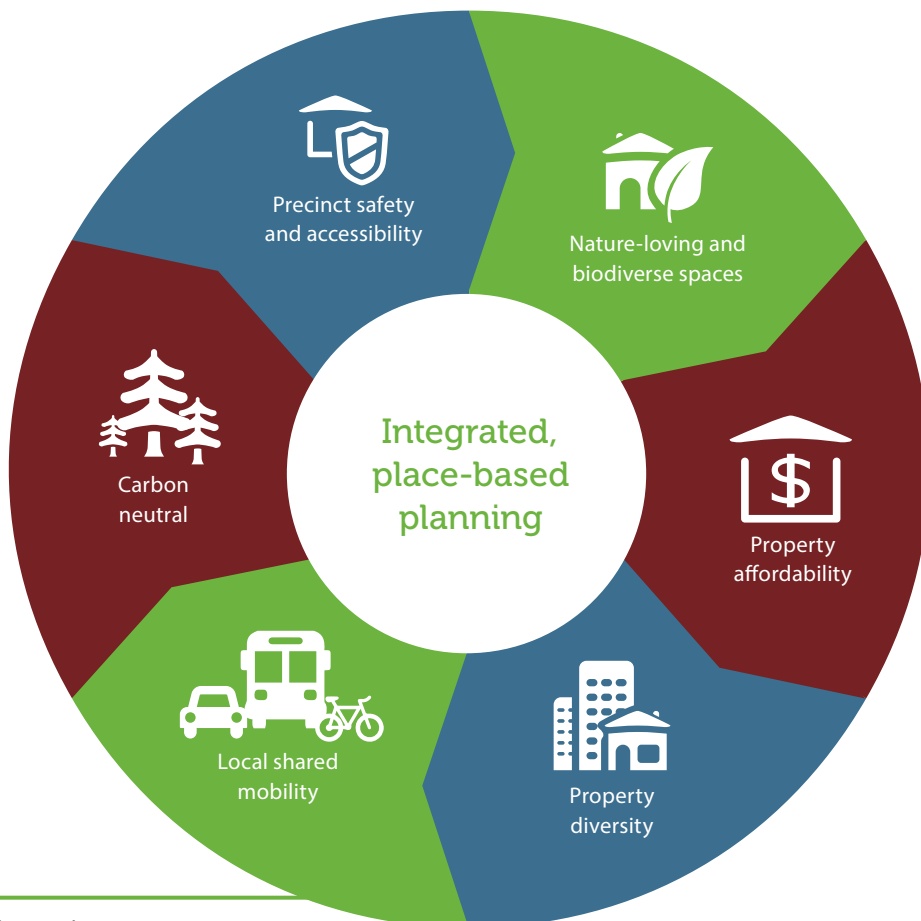 Precinct safety
and accessibility
Nature-loving and
biodiverse spaces
Carbon
neutral
Integrated,
place-based
planning
$
Property
affordability
Local shared
mobility
Property
diversity